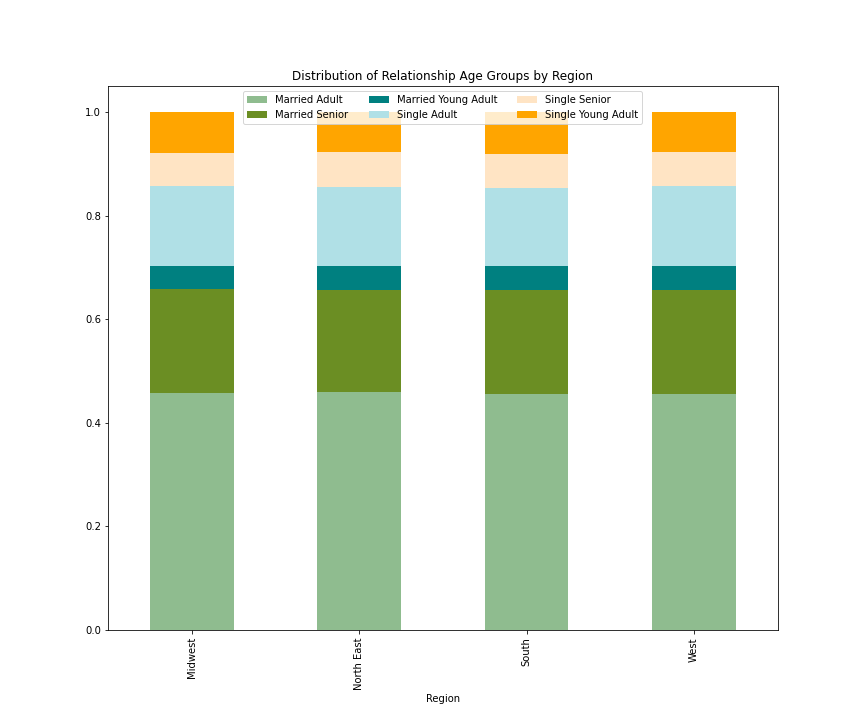 Distribution of Relationship Age Groups by Region
Married Adult Married Young Adult Single Senior
Married Senior Single Adult Single Young Adult
1.0
0.8
0.6
0.4
0.2
0.0
Midwest
North East
South
West
Region